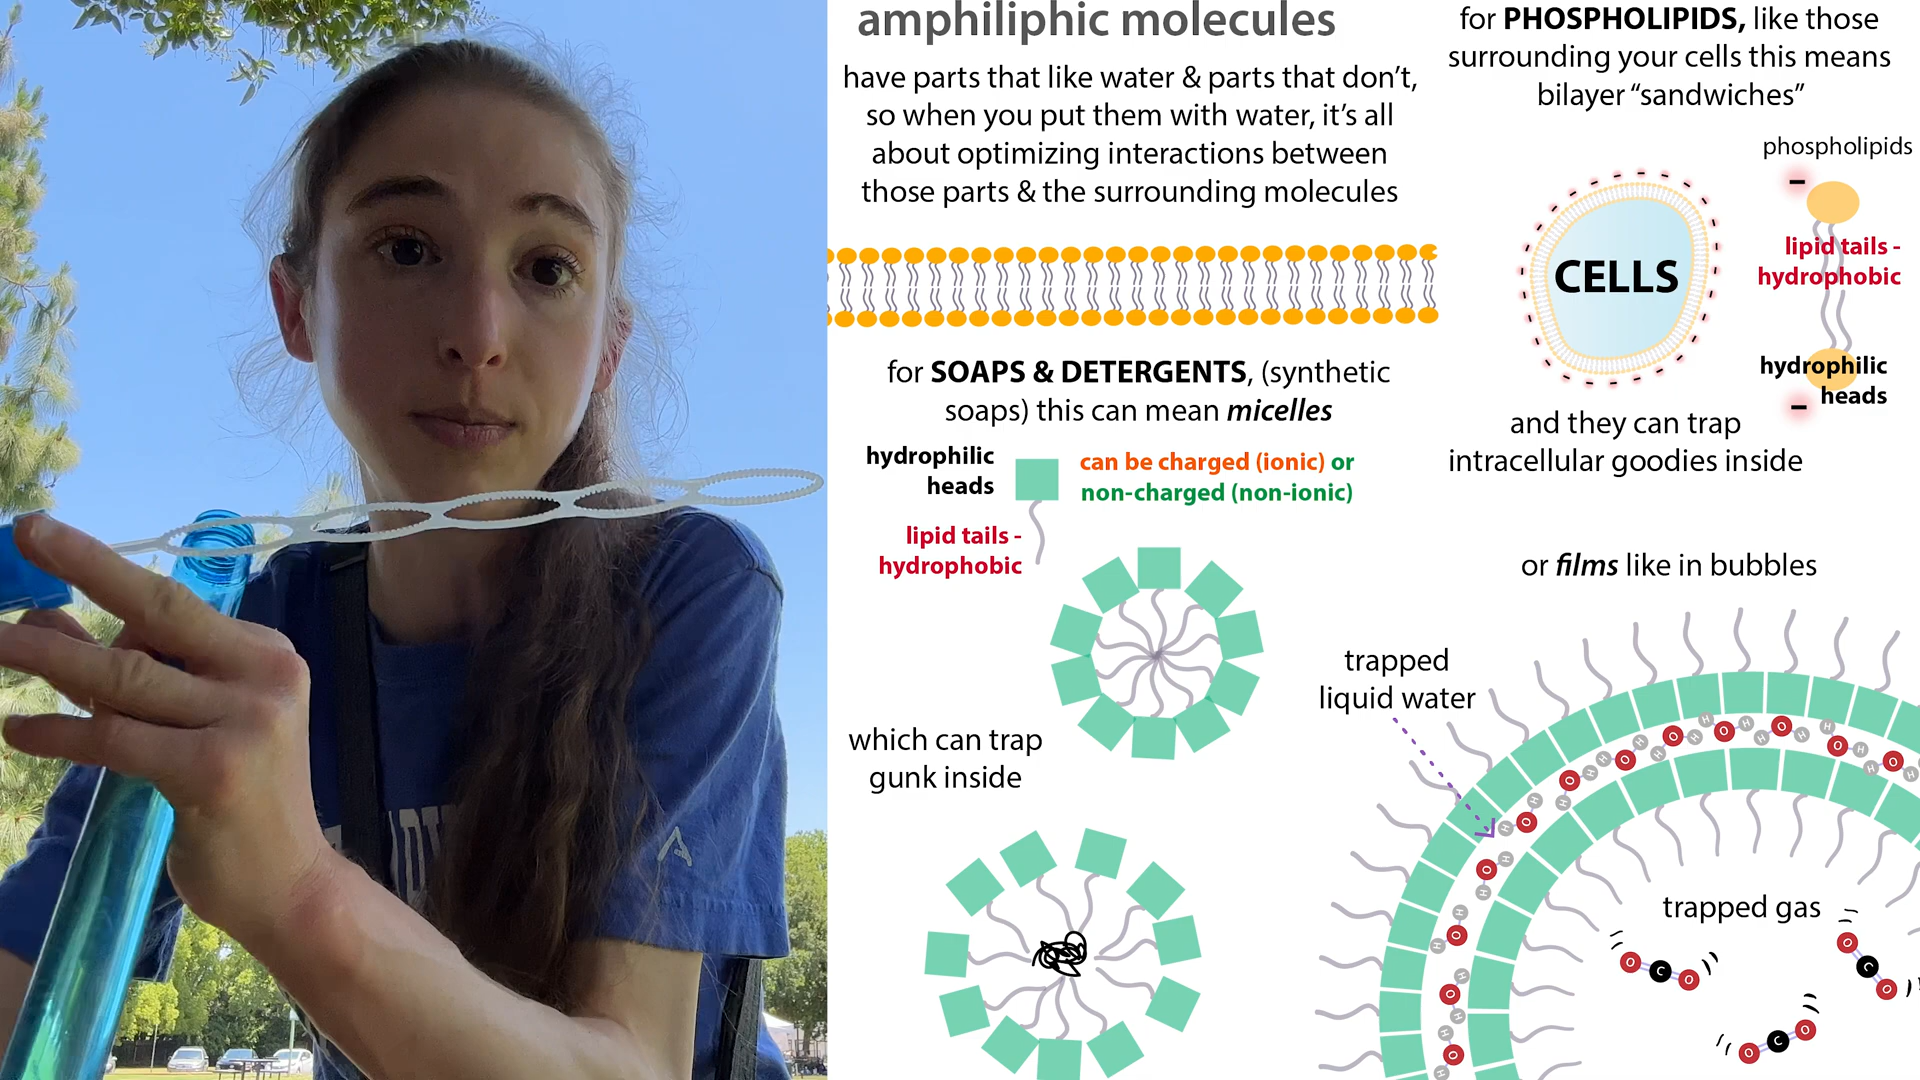 amphiliphic molecules
have parts that like water & parts that don't,
so when you put them with water, it's all
about optimizing interactions between
those parts & the surrounding molecules
for SOAPS & DETERGENTS, (synthetic
soaps) this can mean micelles
hydrophilic
heads
can be charged (ionic) or
non-charged (non-ionic)
lipid tails -
hydrophobic
which can trap
gunk inside
for PHOSPHOLIPIDS, like those
surrounding your cells this means
bilayer "sandwiches"
phospholipids
–
CELLS
lipid tails -
hydrophobic
hydrophilic
heads
–
and they can trap
intracellular goodies inside
or films like in bubbles
trapped
liquid water
trapped gas
O C O
O C O
O C O